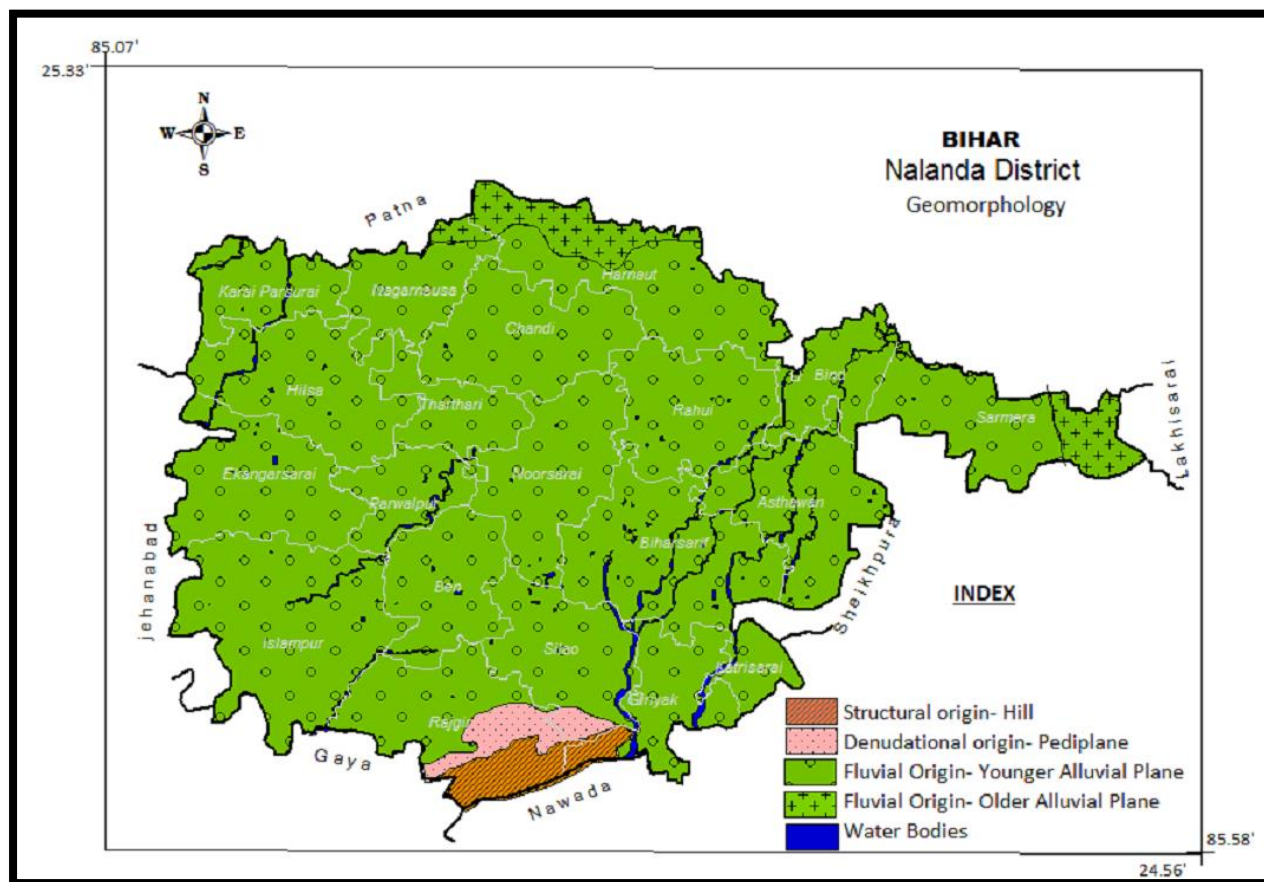 85.07'
25.33'
N
W E
S
BIHAR
Nalanda District
Geomorphology
Patna
Harnaut
Karai Parsurai
Nagarnausa
Chandi
Bind
Lakhisarai
Hilsa
Tharthari
Rahui
Sarmera
Ekangarsarai
Noorsarai
Parwalpur
Asthawan
jehanabad
Biharsarif
Sheikhpura
Ben
INDEX
islampur
Silao
Katrisarai
Giriyak
Rajgir
Gaya
Nawada
Structural origin- Hill
Denudational origin- Pediplane
Fluvial Origin- Younger Alluvial Plane
Fluvial Origin- Older Alluvial Plane
Water Bodies
85.58'
24.56'